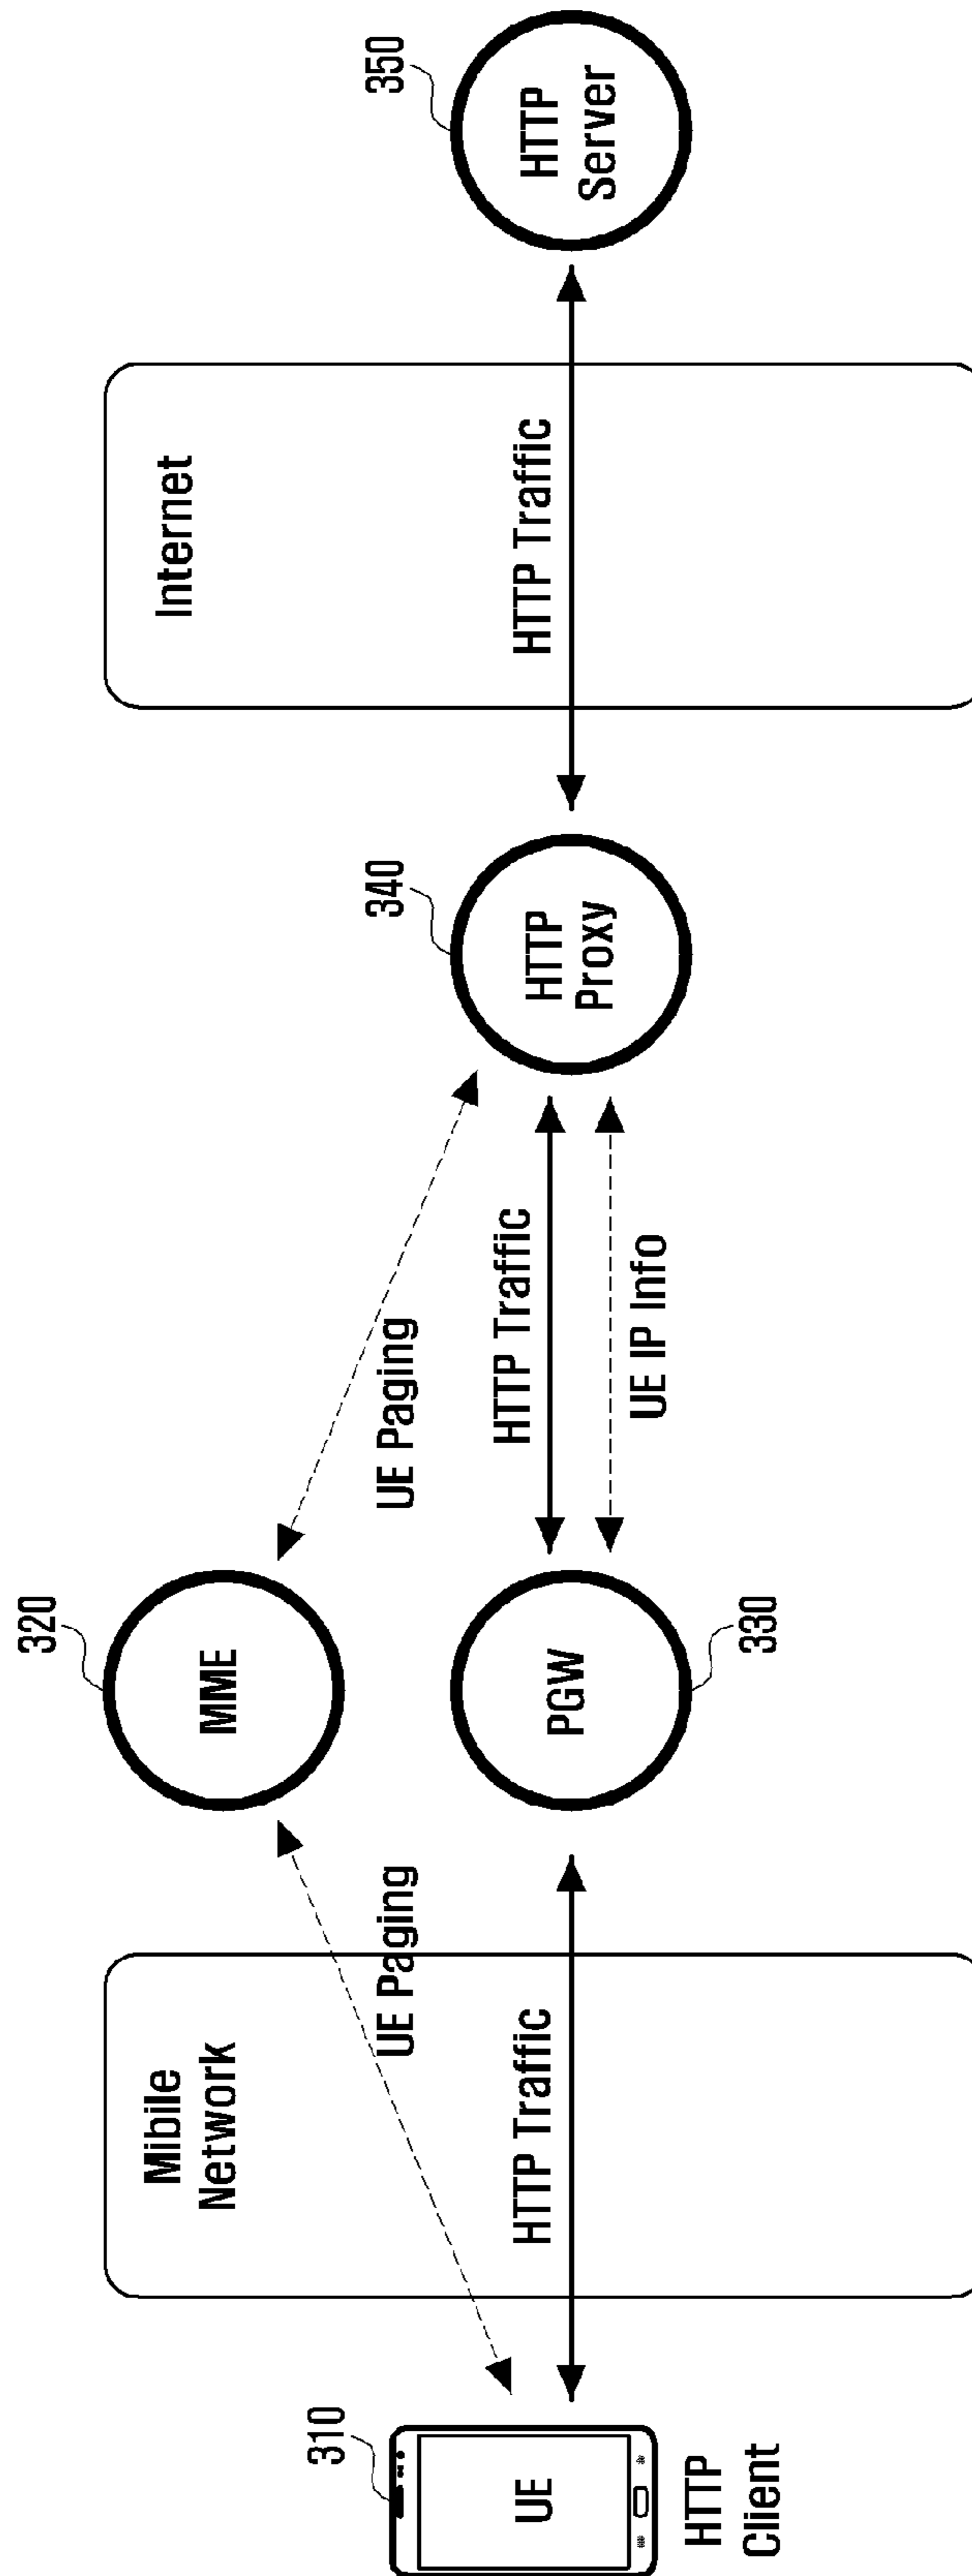 310
UE
HTTP
Client
Mibile
Network
UE Paging
HTTP Traffic
320
MME
PGW
330
UE Paging
HTTP Traffic
UE IP Info
340
HTTP
Proxy
Internet
HTTP Traffic
350
HTTP
Server